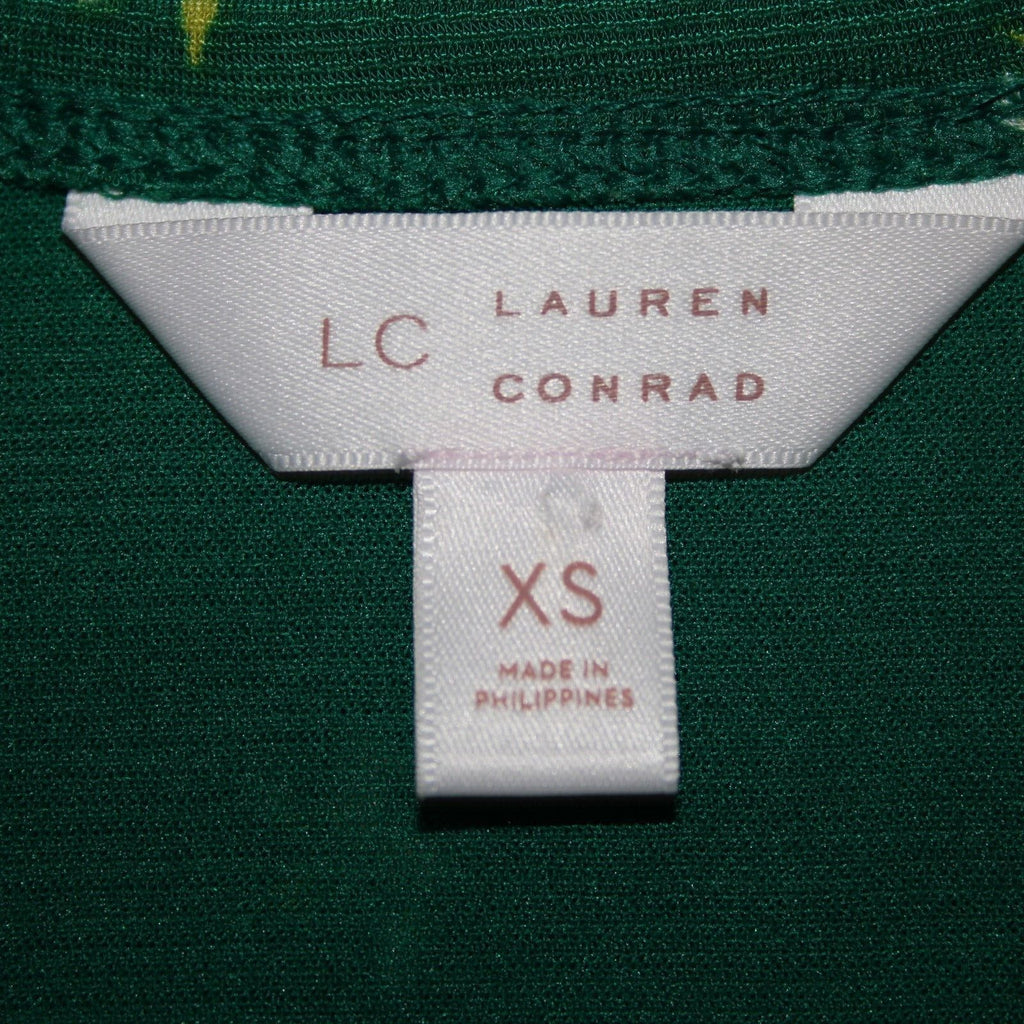 LC
LAUREN
CONRAD
XS
MADE IN
PHILIPPINES